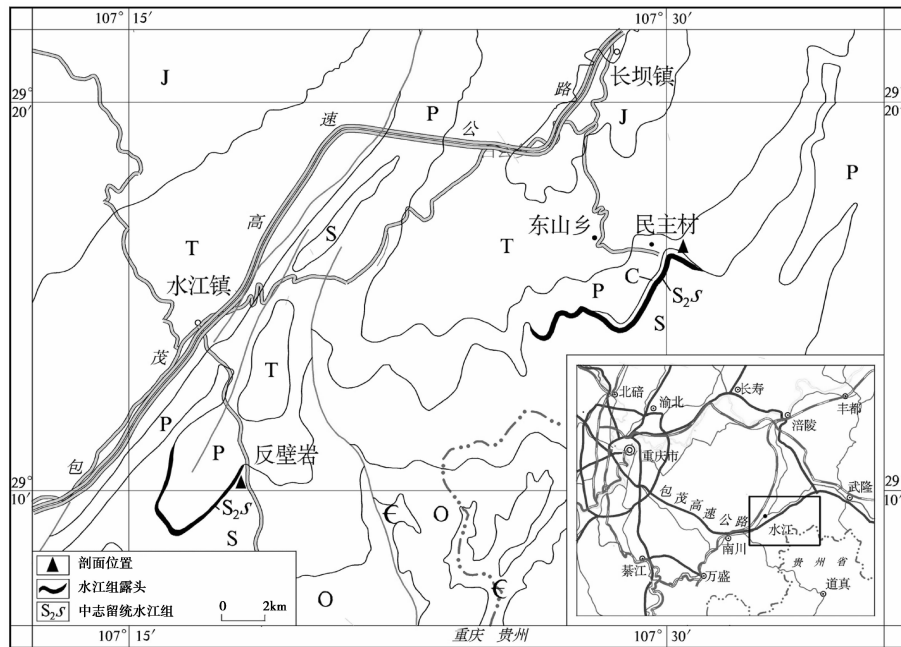 107° 15′
107° 30′
29° 20′
29° 20′
J
P
路
长坝镇
速
公
J
P
高
S
T
T
东山乡
民主村
水江镇
C
P
S₂s
S
茂
T
P
P
反壁岩
包
29° 10′
29° 10′
S₂s
S
Є
O
Є
O
剖面位置
水江组露头
S₂s 中志留统水江组
0 2km
107° 15′
重庆 贵州
107° 30′
北碚
渝北
长寿
丰都
涪陵
重庆市
包茂高速公路
武隆
水江
南川
綦江
万盛
贵州省
道真